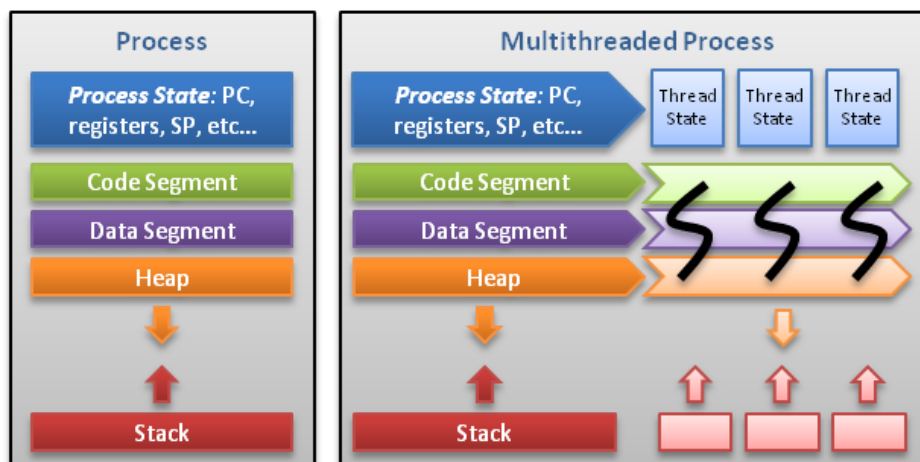 Process
Process State: PC,
registers, SP, etc...
Code Segment
Data Segment
Heap
Stack
Multithreaded Process
Process State: PC,
registers, SP, etc...
Thread
State
Thread
State
Thread
State
Code Segment
Data Segment
Heap
Stack